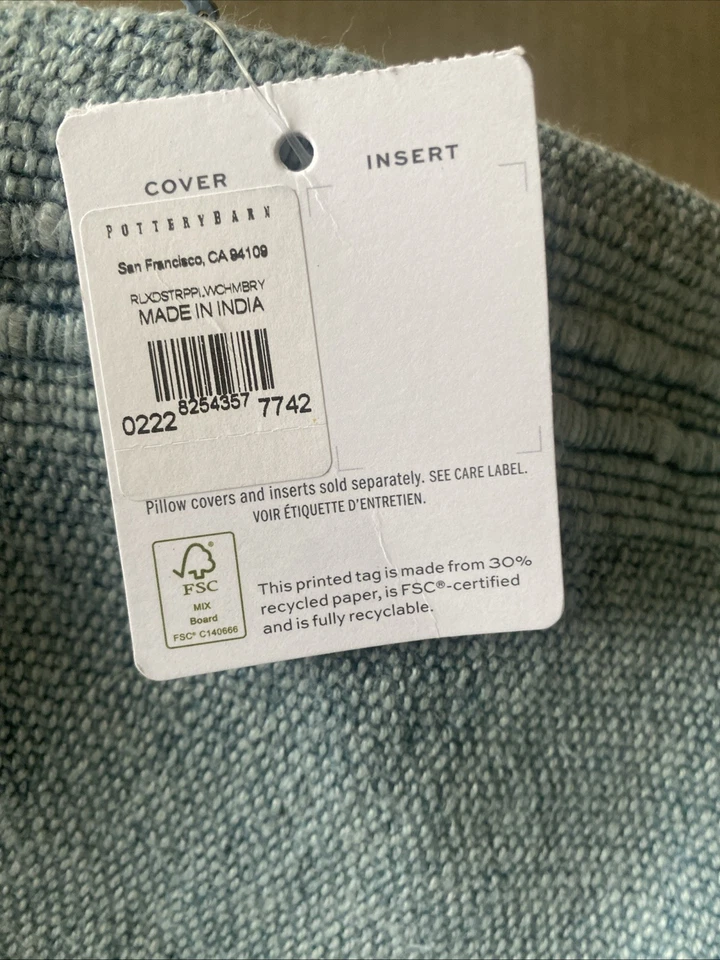 COVER
INSERT
POTTERYBARN
San Francisco, CA 94109
RLXDSTRPPLWCHMBRY
MADE IN INDIA
0222 8254357 7742
Pillow covers and inserts sold separately. SEE CARE LABEL.
VOIR ÉTIQUETTE D'ENTRETIEN.
FSC
MIX
Board
FSC® C140666
This printed tag is made from 30%
recycled paper, is FSC®-certified
and is fully recyclable.